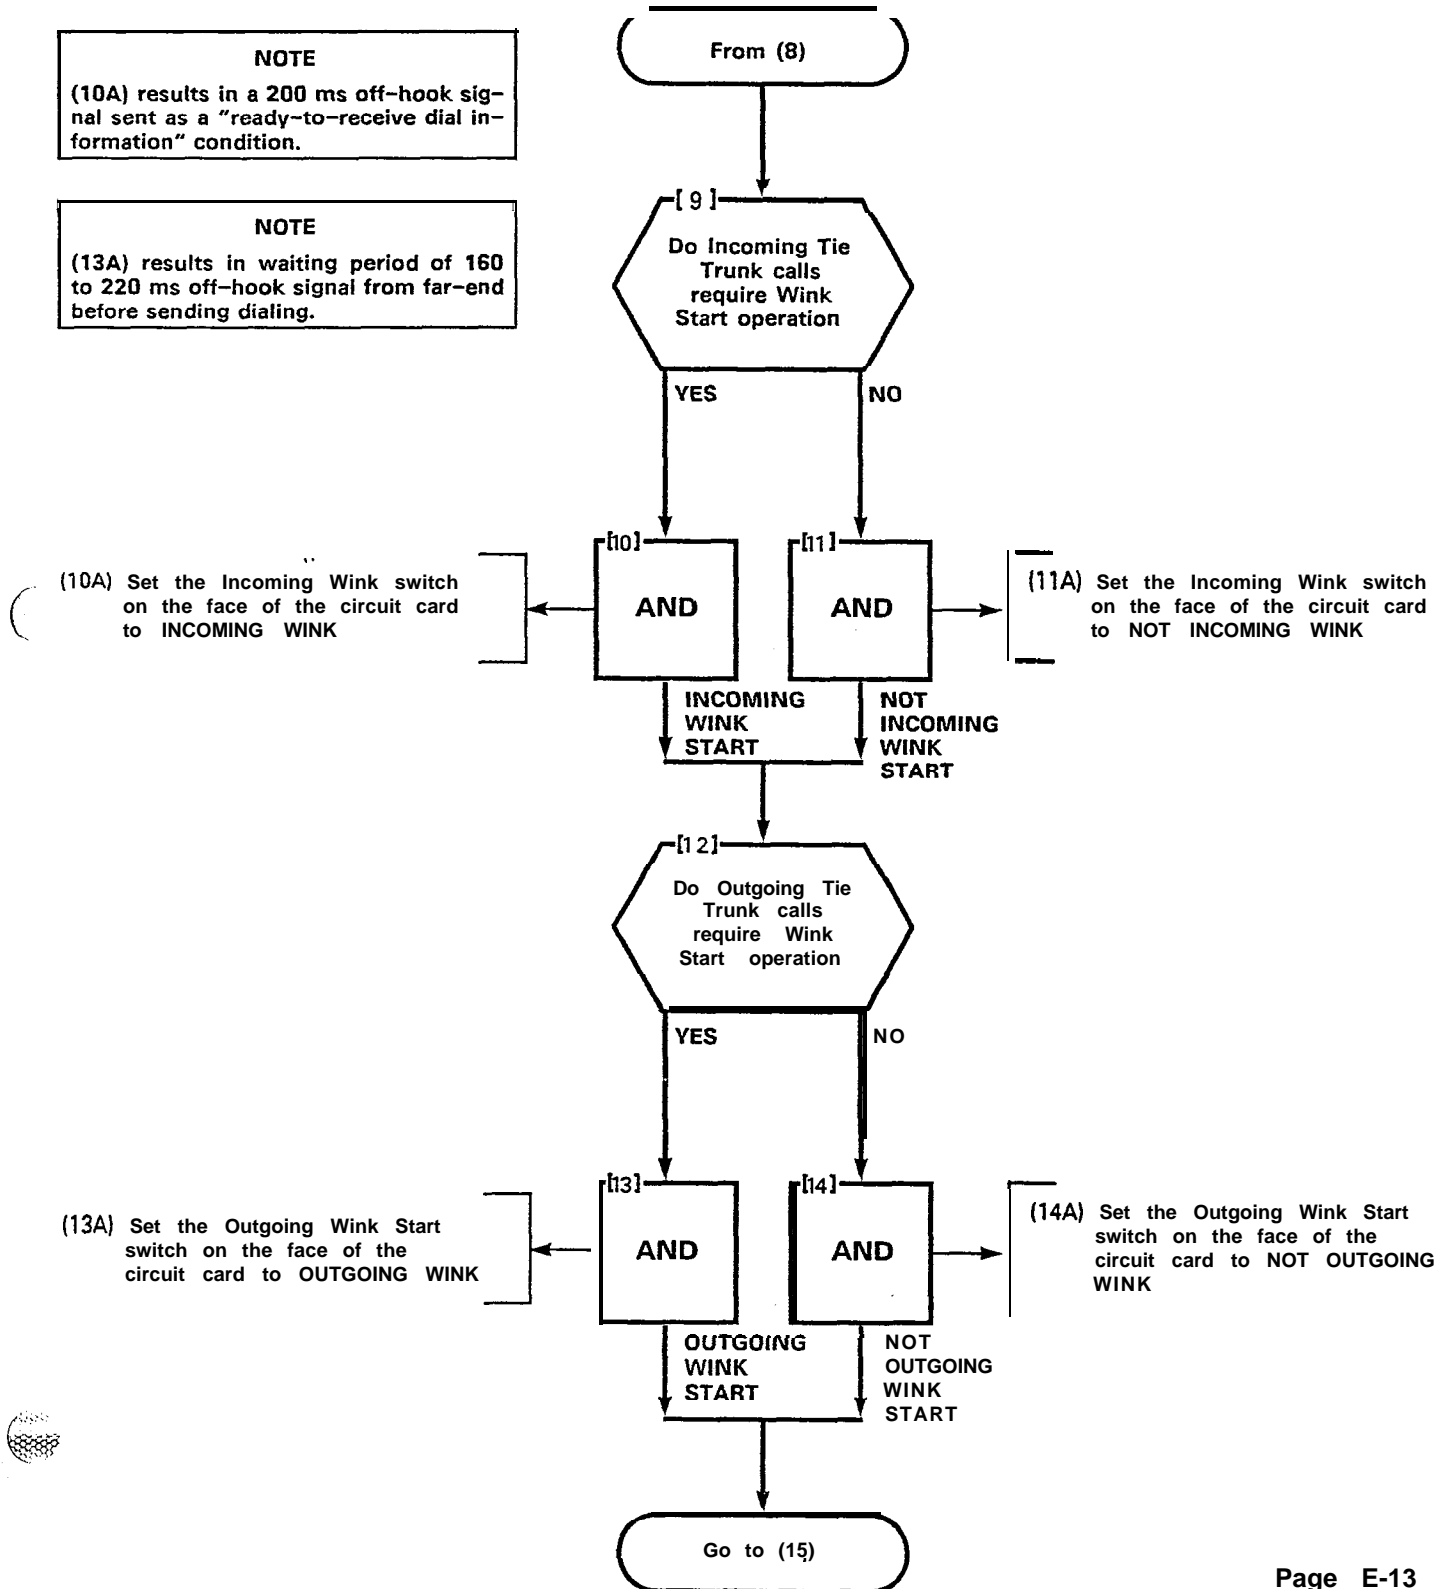 From (8)
NOTE
(10A) results in a 200 ms off-hook sig-
nal sent as a "ready-to-receive dial in-
formation" condition.
NOTE
(13A) results in waiting period of 160
to 220 ms off-hook signal from far-end
before sending dialing.
[9]
Do Incoming Tie
Trunk calls
require Wink
Start operation
YES
NO
[10]
AND
[11]
AND
(10A) Set the Incoming Wink switch
on the face of the circuit card
to INCOMING WINK
(11A) Set the Incoming Wink switch
on the face of the circuit card
to NOT INCOMING WINK
INCOMING
WINK
START
NOT
INCOMING
WINK
START
[12]
Do Outgoing Tie
Trunk calls
require Wink
Start operation
YES
NO
[13]
AND
[14]
AND
(13A) Set the Outgoing Wink Start
switch on the face of the
circuit card to OUTGOING WINK
(14A) Set the Outgoing Wink Start
switch on the face of the
circuit card to NOT OUTGOING
WINK
OUTGOING
WINK
START
NOT
OUTGOING
WINK
START
Go to (15)
Page E-13